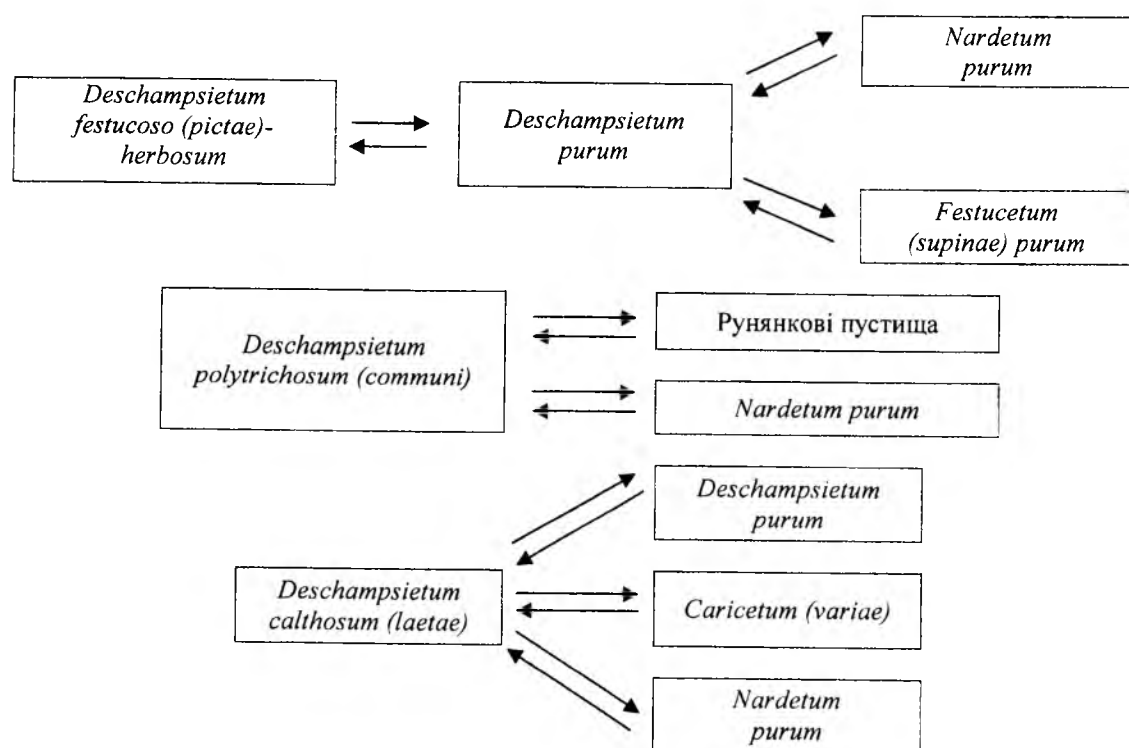 Nardetum
purum
Deschampsietum
festucoso (pictae)-
herbosum
Deschampsietum
purum
Festucetum
(supinae) purum
Deschampsietum
polytrichosum (communi)
Рунянкові пустища
Nardetum purum
Deschampsietum
purum
Deschampsietum
calthosum (laetae)
Caricetum (variae)
Nardetum
purum